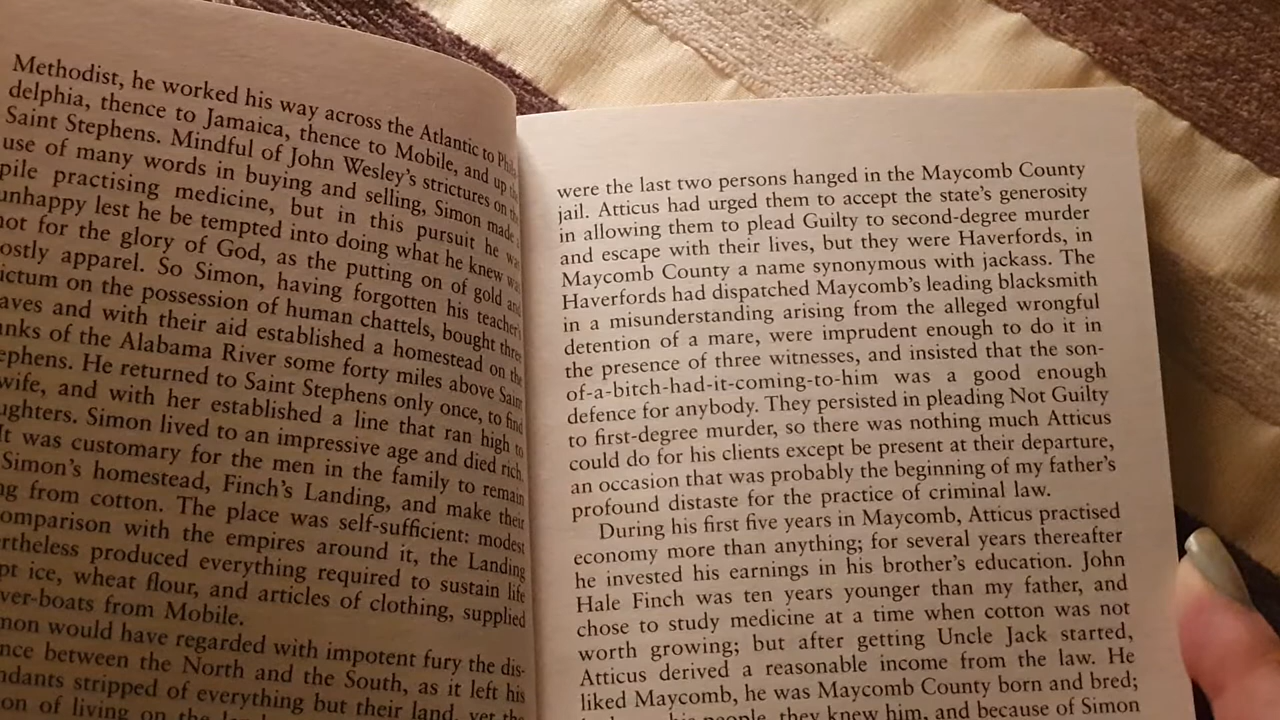 Methodist, he worked his way across the Atlantic to
delphia, thence to Jamaica, thence to Mobile, and up
Saint Stephens. Mindful of John Wesley's strictures on
use of many words in buying and selling, Simon made
pile practising medicine, but in this pursuit he
unhappy lest he be tempted into doing what he knew
not for the glory of God, as the putting on of gold and
ostly apparel. So Simon, having forgotten his teacher's
ictum on the possession of human chattels, bought three
aves and with their aid established a homestead on the
nks of the Alabama River some forty miles above Saint
ephens. He returned to Saint Stephens only once, to find
wife, and with her established a line that ran high to
ughters. Simon lived to an impressive age and died rich.
It was customary for the men in the family to remain
Simon's homestead, Finch's Landing, and make their
ng from cotton. The place was self-sufficient: modest
omparison with the empires around it, the Landing
rtheless produced everything required to sustain life
pt ice, wheat flour, and articles of clothing, supplied
ver-boats from Mobile.
mon would have regarded with impotent fury the dis-
nce between the North and the South, as it left his
ndants stripped of everything but their land, yet the
on of living on the
were the last two persons hanged in the Maycomb County
jail. Atticus had urged them to accept the state's generosity
in allowing them to plead Guilty to second-degree murder
and escape with their lives, but they were Haverfords, in
Maycomb County a name synonymous with jackass. The
Haverfords had dispatched Maycomb's leading blacksmith
in a misunderstanding arising from the alleged wrongful
detention of a mare, were imprudent enough to do it in
the presence of three witnesses, and insisted that the son-
of-a-bitch-had-it-coming-to-him was a good enough
defence for anybody. They persisted in pleading Not Guilty
to first-degree murder, so there was nothing much Atticus
could do for his clients except be present at their departure,
an occasion that was probably the beginning of my father's
profound distaste for the practice of criminal law.
During his first five years in Maycomb, Atticus practised
economy more than anything; for several years thereafter
he invested his earnings in his brother's education. John
Hale Finch was ten years younger than my father, and
chose to study medicine at a time when cotton was not
worth growing; but after getting Uncle Jack started,
Atticus derived a reasonable income from the law. He
liked Maycomb, he was Maycomb County born and bred;
his people, they knew him, and because of Simon